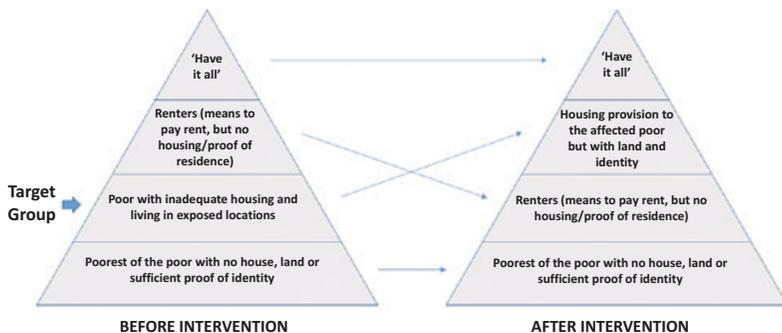 'Have
it all'
Renters (means to
pay rent, but no
housing/proof of
residence)
Target
Group
Poor with inadequate housing and
living in exposed locations
Poorest of the poor with no house, land or
sufficient proof of identity
BEFORE INTERVENTION
'Have
it all'
Housing provision to
the affected poor
but with land and
identity
Renters (means to pay rent, but no
housing/proof of residence)
Poorest of the poor with no house, land or
sufficient proof of identity
AFTER INTERVENTION